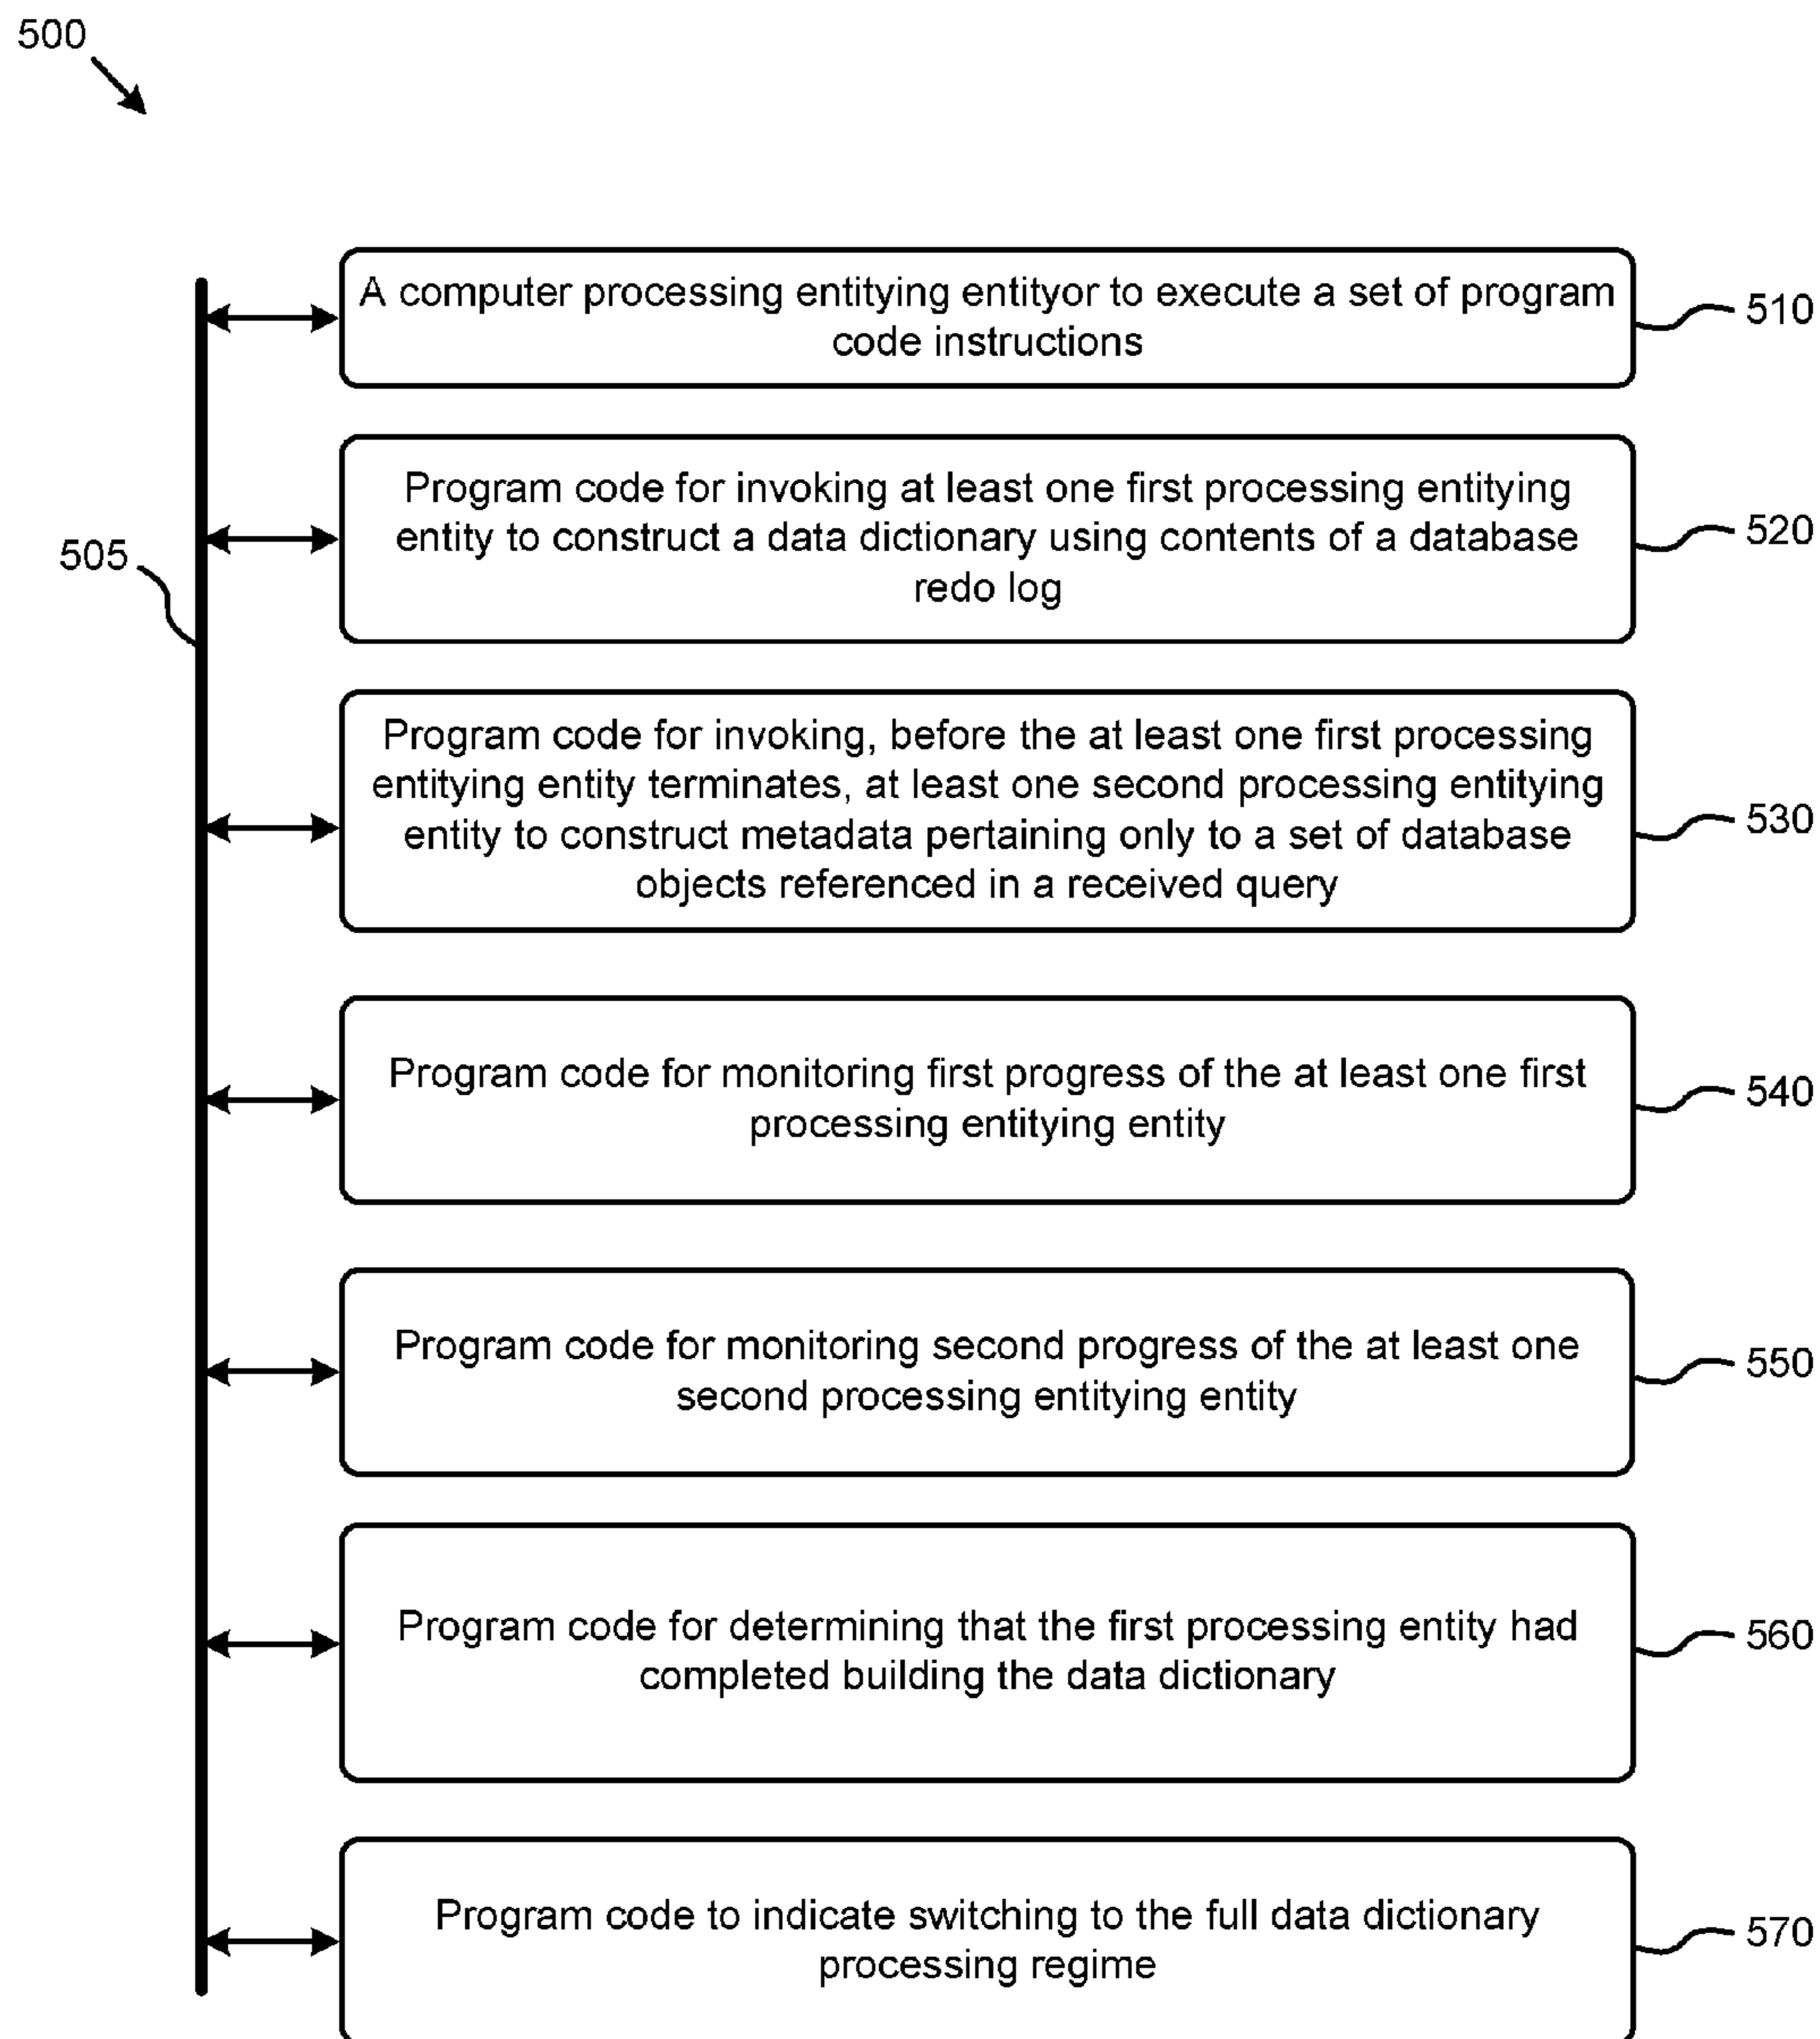 500
A computer processing entitying entityor to execute a set of program
code instructions
510
Program code for invoking at least one first processing entitying
entity to construct a data dictionary using contents of a database
redo log
520
505
Program code for invoking, before the at least one first processing
entitying entity terminates, at least one second processing entitying
entity to construct metadata pertaining only to a set of database
objects referenced in a received query
530
Program code for monitoring first progress of the at least one first
processing entitying entity
540
Program code for monitoring second progress of the at least one
second processing entitying entity
550
Program code for determining that the first processing entity had
completed building the data dictionary
560
Program code to indicate switching to the full data dictionary
processing regime
570